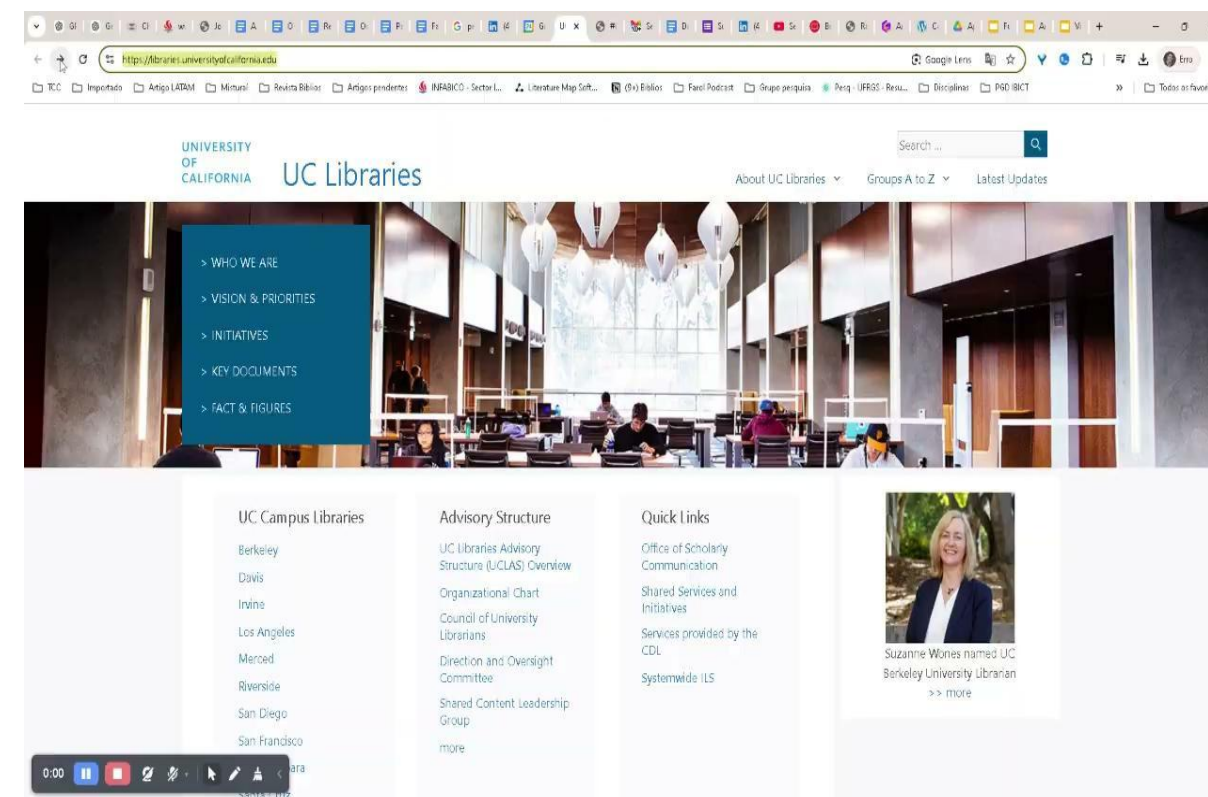 https://libraries.universityofcalifornia.edu
Google Lens
Erro
TCC
Importado
Artigo LATAM
Misturaí
Revista Biblios
Artigos pendentes
INFABICO - Sector I...
Literature Map Soft...
(9+) Biblios
Farol Podcast
Grupo pesquisa
Pesq - UFRGS - Resu...
Disciplinas
PGD IBICT
»
Todos os favor
UNIVERSITY
OF
CALIFORNIA
UC Libraries
Search ...
About UC Libraries
Groups A to Z
Latest Updates
> WHO WE ARE
> VISION & PRIORITIES
> INITIATIVES
> KEY DOCUMENTS
> FACT & FIGURES
UC Campus Libraries
Berkeley
Davis
Irvine
Los Angeles
Merced
Riverside
San Diego
San Francisco
Advisory Structure
UC Libraries Advisory
Structure (UCLAS) Overview
Organizational Chart
Council of University
Librarians
Direction and Oversight
Committee
Shared Content Leadership
Group
more
Quick Links
Office of Scholarly
Communication
Shared Services and
Initiatives
Services provided by the
CDL
Systemwide ILS
Suzanne Wones named UC
Berkeley University Librarian
>> more
0:00